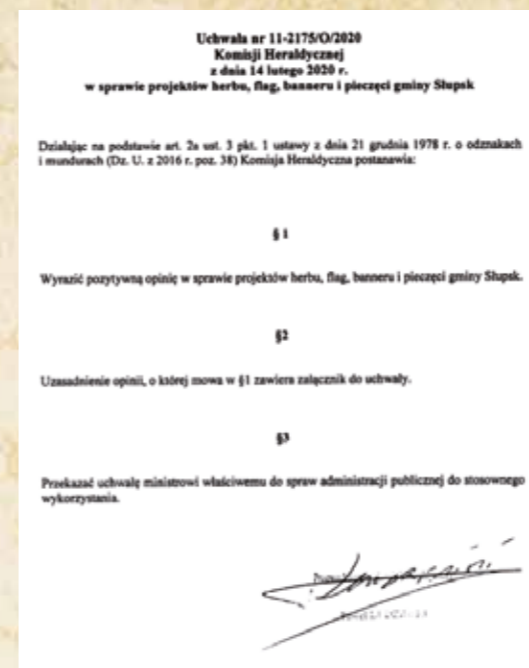 Uchwała nr 11-2175/O/2020
Komisji Heraldycznej
z dnia 14 lutego 2020 r.
w sprawie projektów herbu, flag, banneru i pieczęci gminy Słupsk
Działając na podstawie art. 2a ust. 3 pkt. 1 ustawy z dnia 21 grudnia 1978 r. o odznakach
i mundurach (Dz. U. z 2016 r. poz. 38) Komisja Heraldyczna postanawia:
§ 1
Wyrazić pozytywną opinię w sprawie projektów herbu, flag, banneru i pieczęci gminy Słupsk.
§2
Uzasadnienie opinii, o której mowa w §1 zawiera załącznik do uchwały.
§3
Przekazać uchwałę ministrowi właściwemu do spraw administracji publicznej do stosownego
wykorzystania.